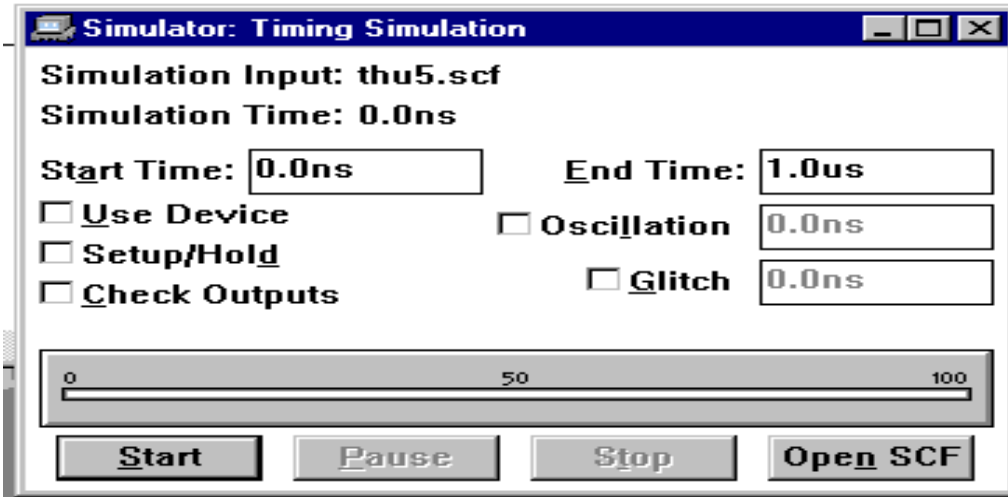 Simulator: Timing Simulation
Simulation Input: thu5.scf
Simulation Time: 0.0ns
Start Time: 0.0ns End Time: 1.0us
Use Device Oscillation 0.0ns
Setup/Hold
Check Outputs Glitch 0.0ns
0 50 100
Start Pause Stop Open SCF